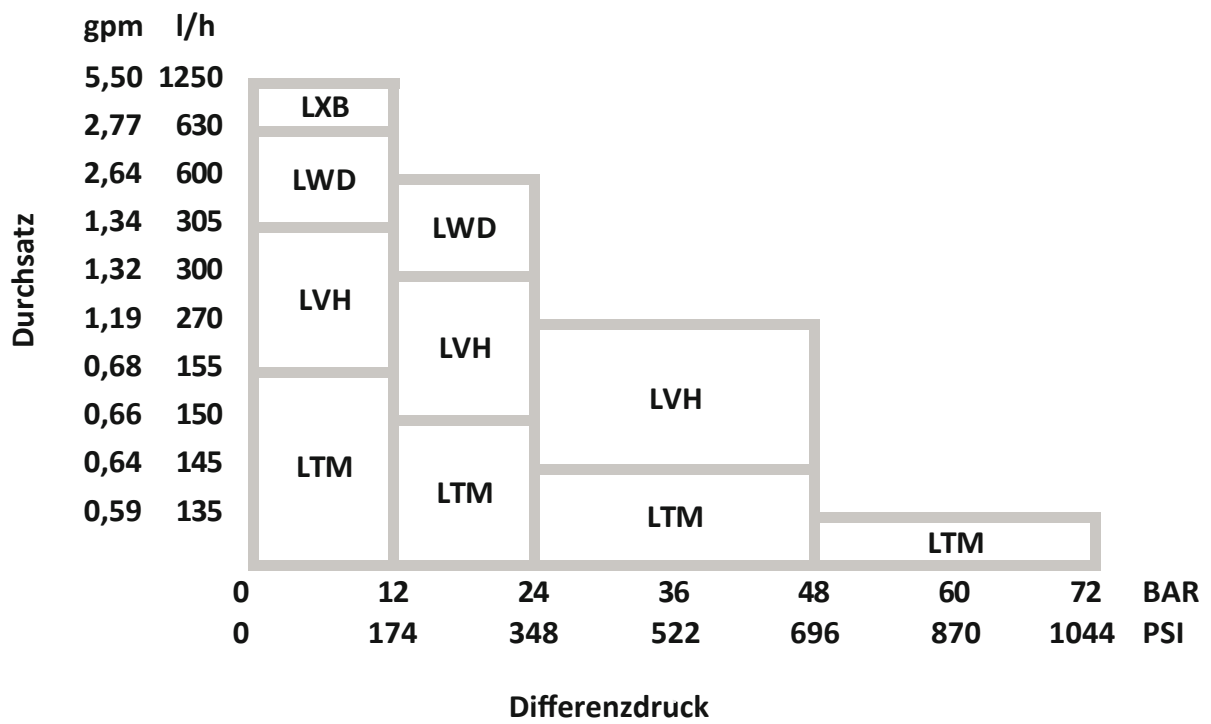 gpm l/h
5,50 1250
LXB
2,77 630
2,64 600
LWD
1,34 305
LWD
1,32 300
LVH
1,19 270
LVH
0,68 155
LVH
0,66 150
0,64 145
LTM
LTM
LTM
0,59 135
LTM
Durchsatz
0 12 24 36 48 60 72 BAR
0 174 348 522 696 870 1044 PSI
Differenzdruck